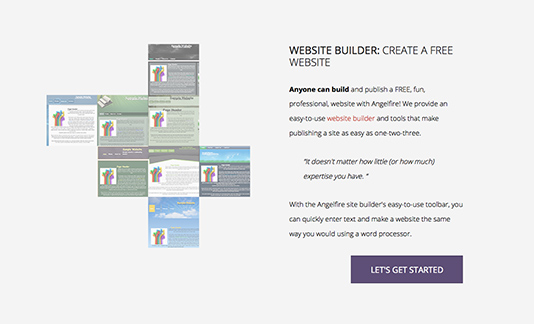 WEBSITE BUILDER: CREATE A FREE
WEBSITE
Anyone can build and publish a FREE, fun,
professional, website with Angelfire! We provide an
easy-to-use website builder and tools that make
publishing a site as easy as one-two-three.
"It doesn't matter how little (or how much)
expertise you have. "
With the Angelfire site builder's easy-to-use toolbar, you
can quickly enter text and make a website the same
way you would using a word processor.
LET'S GET STARTED